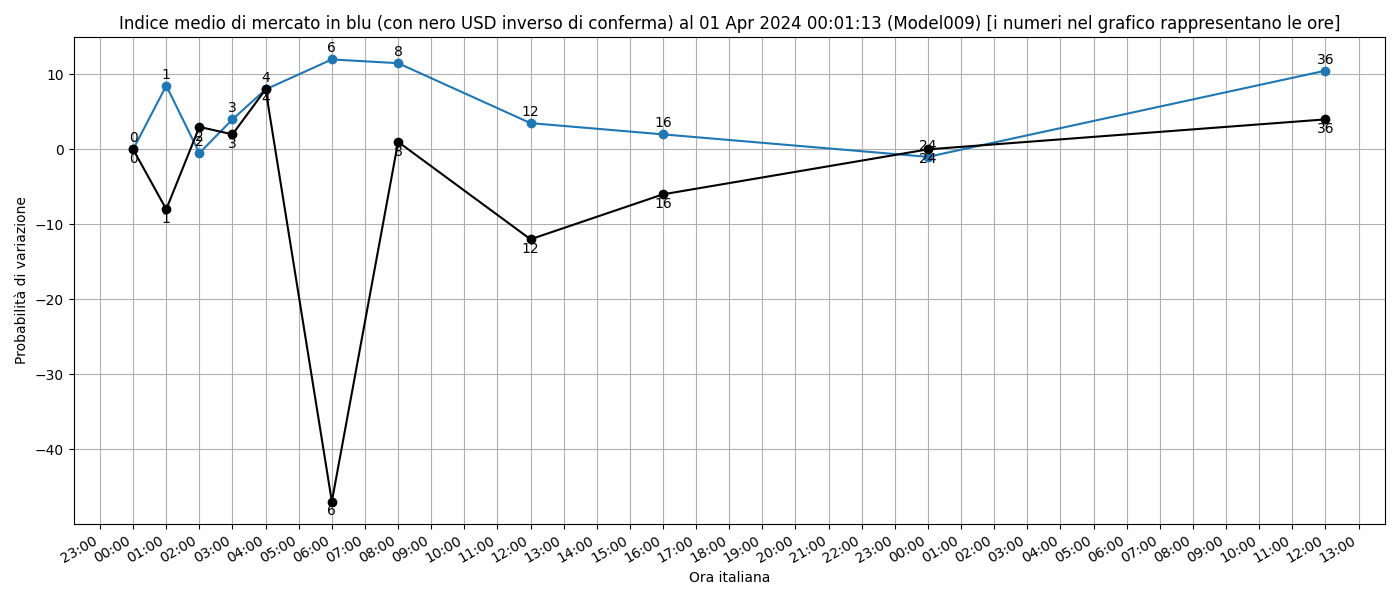 Indice medio di mercato in blu (con nero USD inverso di conferma) al 01 Apr 2024 00:01:13 (Model009) [i numeri nel grafico rappresentano le ore]
Probabilità di variazione
10
0
−10
−20
−30
−40
0 1 2 3 4 6 8 12 16 24 36
0 1 2 3 4 6 8 12 16 24 36
23:00 00:00 01:00 02:00 03:00 04:00 05:00 06:00 07:00 08:00 09:00 10:00 11:00 12:00 13:00 14:00 15:00 16:00 17:00 18:00 19:00 20:00 21:00 22:00 23:00 00:00 01:00 02:00 03:00 04:00 05:00 06:00 07:00 08:00 09:00 10:00 11:00 12:00 13:00
Ora italiana